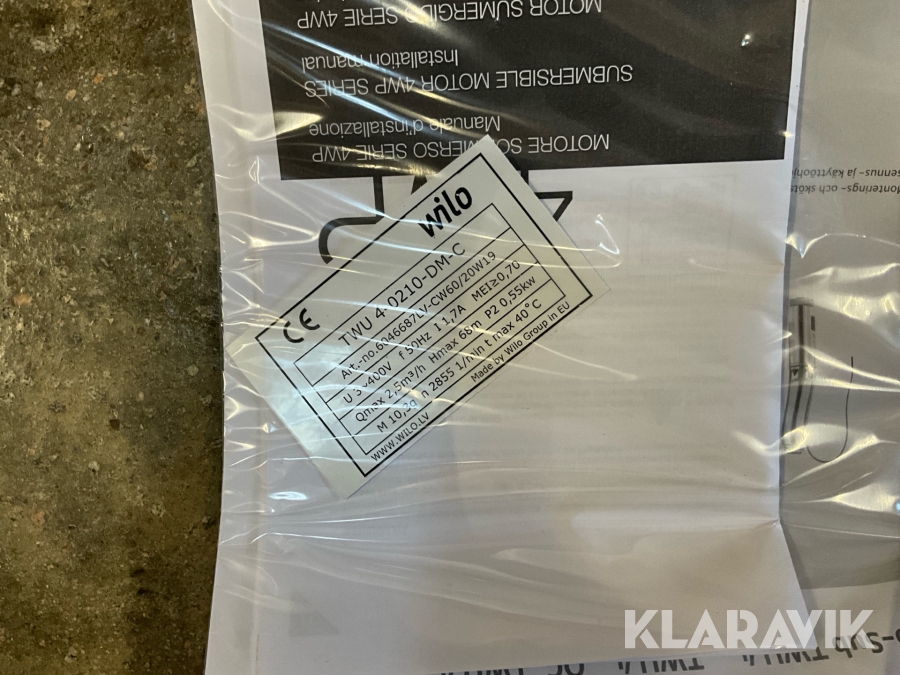 MOTORE SOMMERSO SERIE 4WP
Manuale d'installazione
SUBMERSIBLE MOTOR 4WP SERIES
Installation manual
MOTOR SUMERGIDO SERIE 4WP
wilo
CE
TWU 4-0210-DM-C
Art.-no.6046687LV-CW60/20W19
U 3~400V f 50Hz I 1,7A MEI≥0,70
Qmax 2,5m³/h Hmax 68m P2 0,55kW
M 10,2q n 2855 1/min t max 40°C
WWW.WILO.LV Made by Wilo Group in EU
KLARAVIK